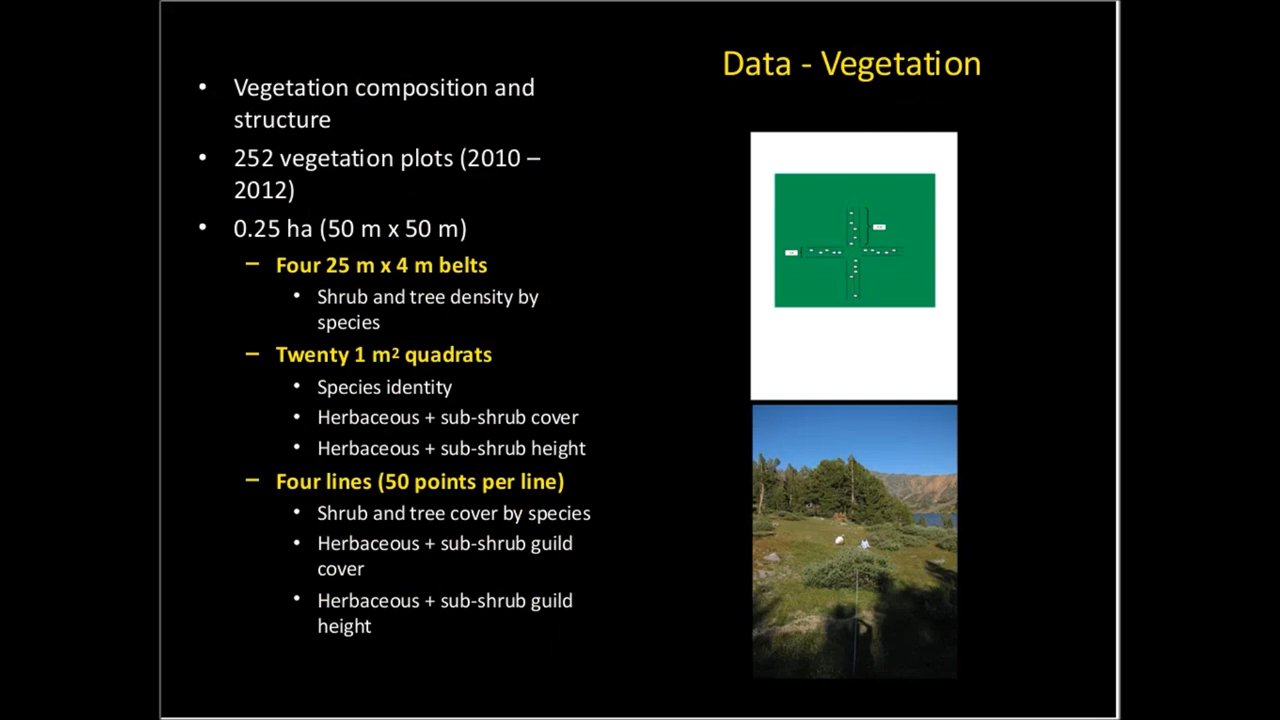 Data - Vegetation
• Vegetation composition and
structure
• 252 vegetation plots (2010 –
2012)
• 0.25 ha (50 m x 50 m)
– Four 25 m x 4 m belts
• Shrub and tree density by
species
– Twenty 1 m² quadrats
• Species identity
• Herbaceous + sub-shrub cover
• Herbaceous + sub-shrub height
– Four lines (50 points per line)
• Shrub and tree cover by species
• Herbaceous + sub-shrub guild
cover
• Herbaceous + sub-shrub guild
height